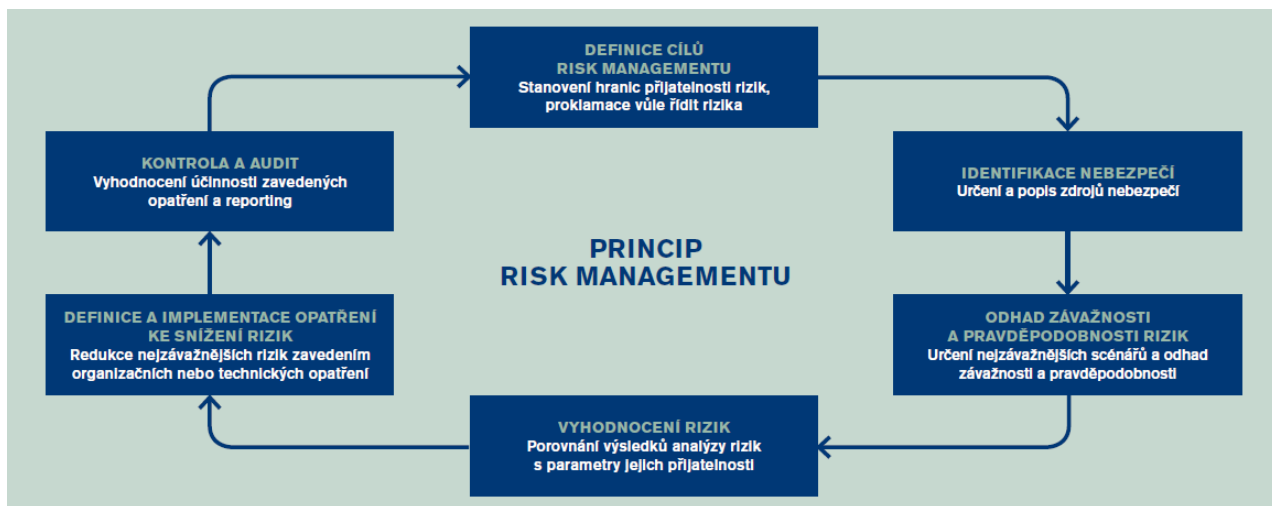 DEFINICE CÍLŮ
RISK MANAGEMENTU
Stanovení hranic přijatelnosti rizik,
proklamace vůle řídit rizika
KONTROLA A AUDIT
Vyhodnocení účinnosti zavedených
opatření a reporting
IDENTIFIKACE NEBEZPEČÍ
Určení a popis zdrojů nebezpečí
PRINCIP
RISK MANAGEMENTU
DEFINICE A IMPLEMENTACE OPATŘENÍ
KE SNÍŽENÍ RIZIK
Redukce nejzávažnějších rizik zavedením
organizačních nebo technických opatření
ODHAD ZÁVAŽNOSTI
A PRAVDĚPODOBNOSTI RIZIK
Určení nejzávažnějších scénářů a odhad
závažnosti a pravděpodobnosti
VYHODNOCENÍ RIZIK
Porovnání výsledků analýzy rizik
s parametry jejich přijatelnosti